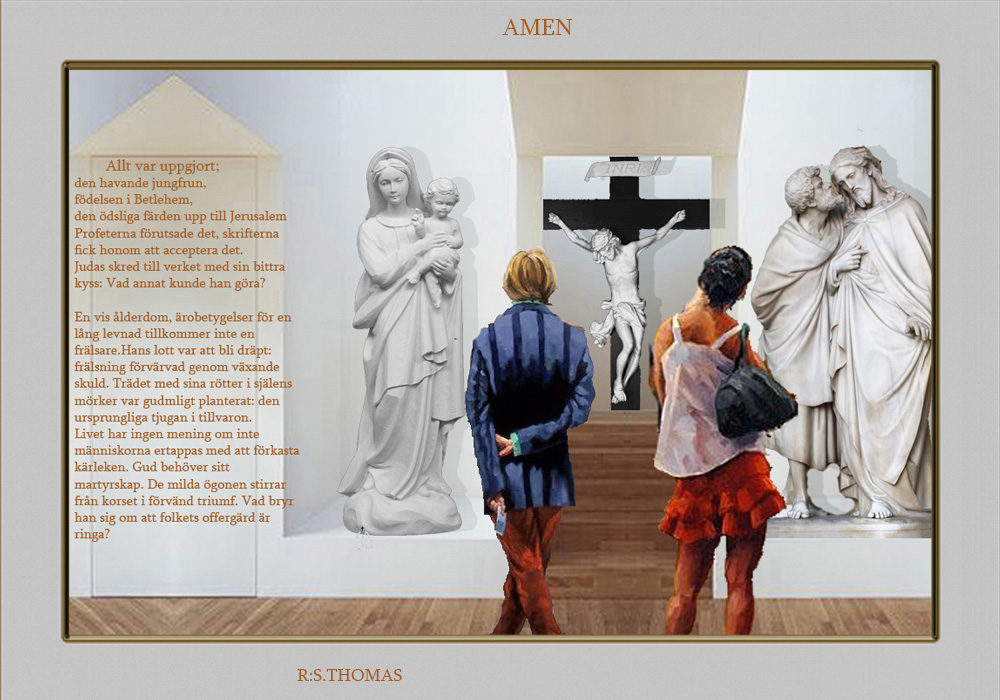 AMEN
Allt var uppgjort;
den havande jungfrun,
födelsen i Betlehem,
den ödsliga färden upp till Jerusalem
Profeterna förutsade det, skrifterna
fick honom att acceptera det.
Judas skred till verket med sin bittra
kyss: Vad annat kunde han göra?
En vis ålderdom, ärobetygelser för en
lång levnad tillkommer inte en
frälsare.Hans lott var att bli dräpt:
frälsning förvärvad genom växande
skuld. Trädet med sina rötter i själens
mörker var gudmligt planterat: den
ursprungliga tjugan i tillvaron.
Livet har ingen mening om inte
människorna ertappas med att förkasta
kärleken. Gud behöver sitt
martyrskap. De milda ögonen stirrar
från korset i förvänd triumf. Vad bryr
han sig om att folkets offergärd är
ringa?
INRI
R:S.THOMAS